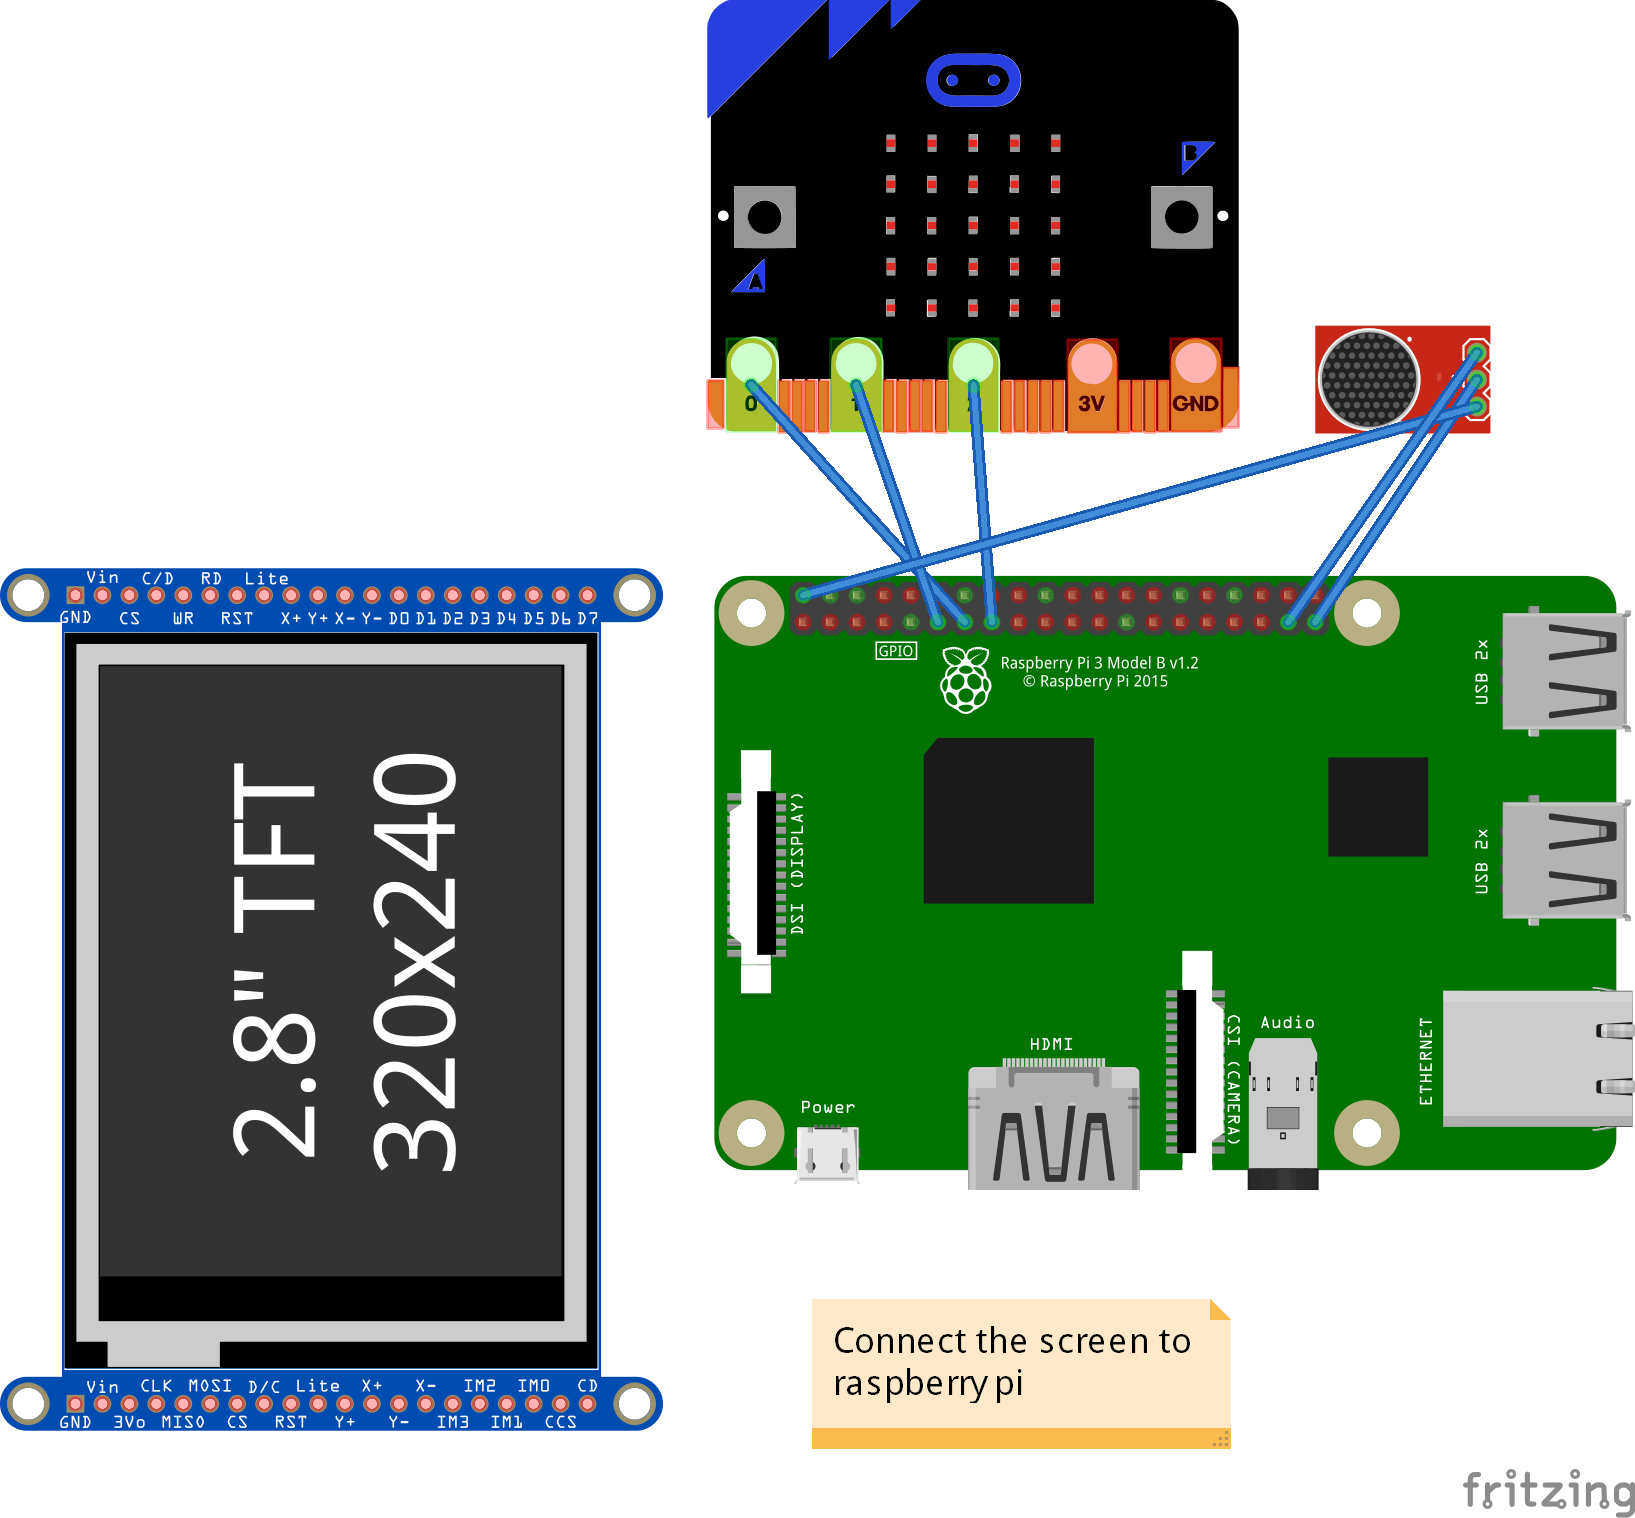 B
A
0
1
3V
GND
Vin C/D RD Lite
GND CS WR RST X+ Y+ X- Y- D0 D1 D2 D3 D4 D5 D6 D7
2.8" TFT
320x240
Vin CLK MOSI D/C Lite X+ X- IM2 IM0 CD
GND 3Vo MISO CS RST Y+ Y- IM3 IM1 CCS
GPIO
Raspberry Pi 3 Model B v1.2
© Raspberry Pi 2015
USB 2x
USB 2x
DSI (DISPLAY)
ETHERNET
Audio
HDMI
CSI (CAMERA)
Power
Connect the screen to
raspberry pi
fritzing